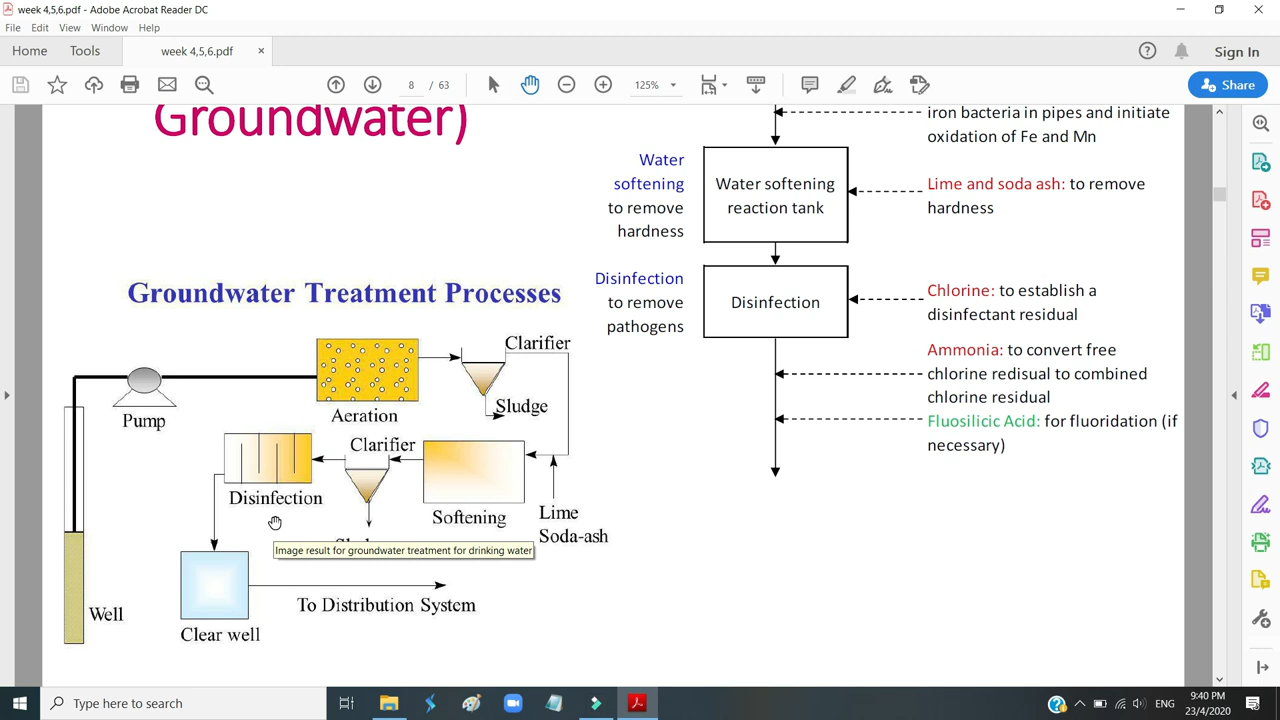 week 4,5,6.pdf - Adobe Acrobat Reader DC
File Edit View Window Help
Home Tools week 4,5,6.pdf × Sign In
8 / 63 125% Share
Groundwater)
iron bacteria in pipes and initiate
oxidation of Fe and Mn
Water
softening
to remove
hardness
Water softening
reaction tank
Lime and soda ash: to remove
hardness
Disinfection
to remove
pathogens
Disinfection
Chlorine: to establish a
disinfectant residual
Ammonia: to convert free
chlorine redisual to combined
chlorine residual
Fluosilicic Acid: for fluoridation (if
necessary)
Groundwater Treatment Processes
Clarifier
Pump
Aeration
Sludge
Clarifier
Disinfection
Softening
Lime
Soda-ash
Image result for groundwater treatment for drinking water
Well
To Distribution System
Clear well
Type here to search
ENG
9:40 PM
23/4/2020